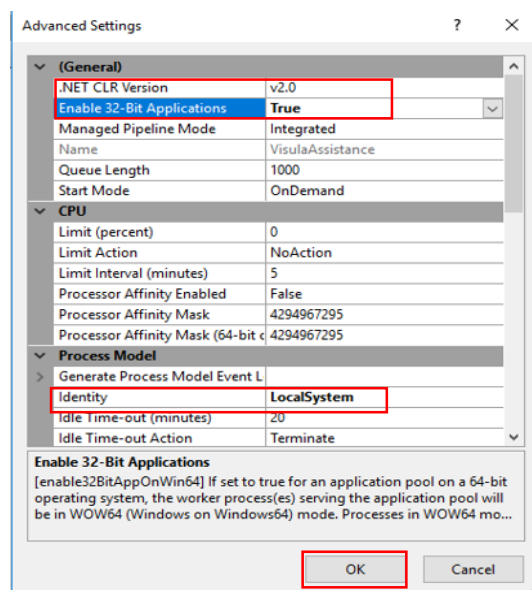 Advanced Settings ? ×
(General)
.NET CLR Version v2.0
Enable 32-Bit Applications True
Managed Pipeline Mode Integrated
Name VisulaAssistance
Queue Length 1000
Start Mode OnDemand
CPU
Limit (percent) 0
Limit Action NoAction
Limit Interval (minutes) 5
Processor Affinity Enabled False
Processor Affinity Mask 4294967295
Processor Affinity Mask (64-bit c 4294967295
Process Model
Generate Process Model Event L
Identity LocalSystem
Idle Time-out (minutes) 20
Idle Time-out Action Terminate
Enable 32-Bit Applications
[enable32BitAppOnWin64] If set to true for an application pool on a 64-bit
operating system, the worker process(es) serving the application pool will
be in WOW64 (Windows on Windows64) mode. Processes in WOW64 mo...
OK Cancel